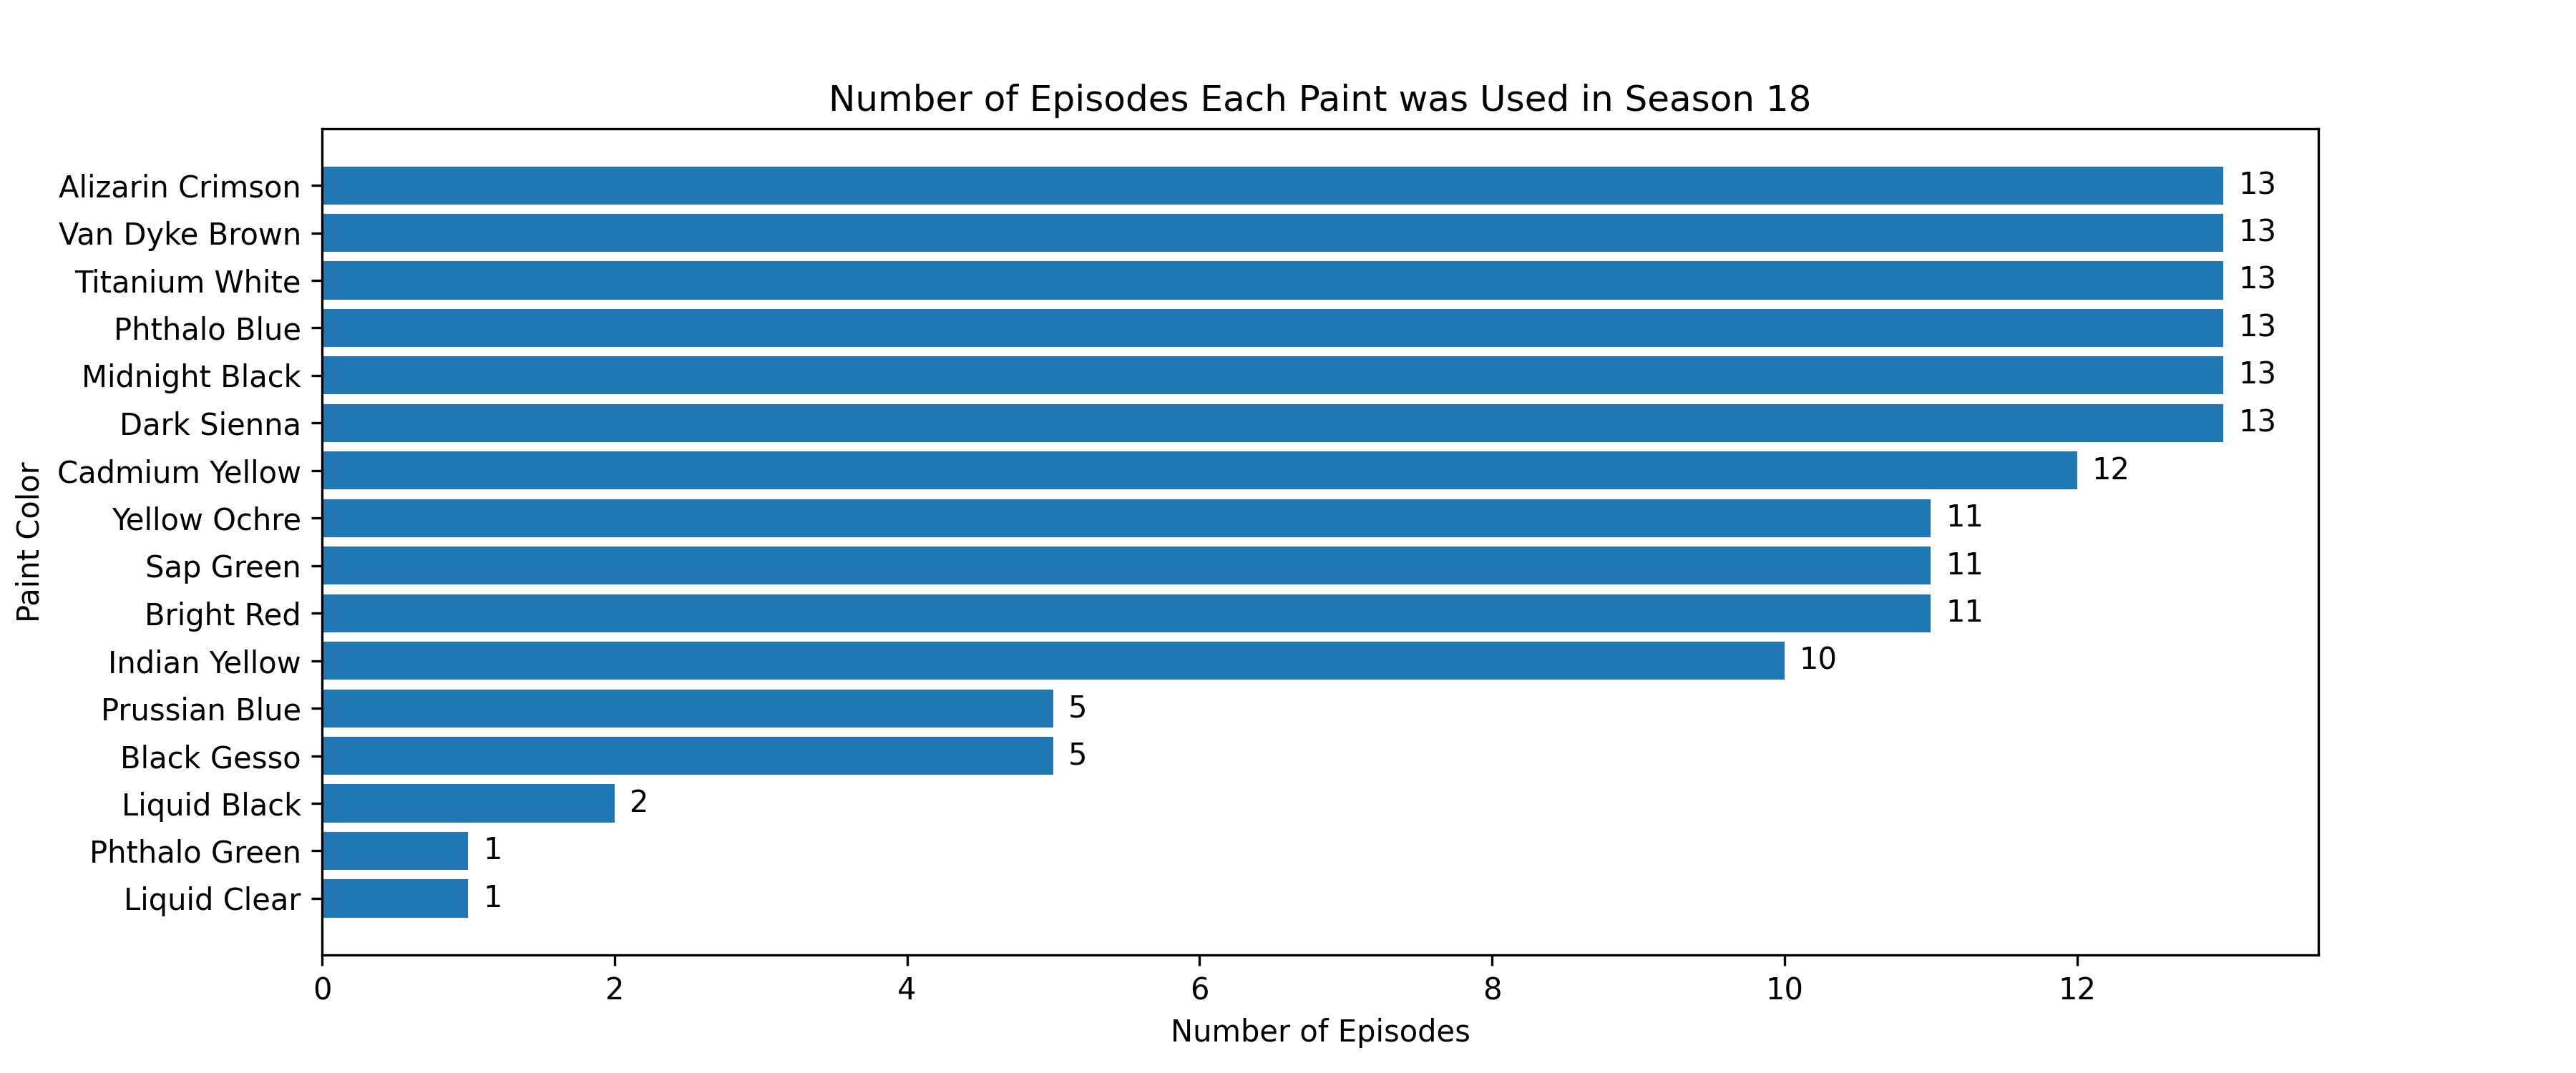 Number of Episodes Each Paint was Used in Season 18
Paint Color
Alizarin Crimson 13
Van Dyke Brown 13
Titanium White 13
Phthalo Blue 13
Midnight Black 13
Dark Sienna 13
Cadmium Yellow 12
Yellow Ochre 11
Sap Green 11
Bright Red 11
Indian Yellow 10
Prussian Blue 5
Black Gesso 5
Liquid Black 2
Phthalo Green 1
Liquid Clear 1
0 2 4 6 8 10 12
Number of Episodes